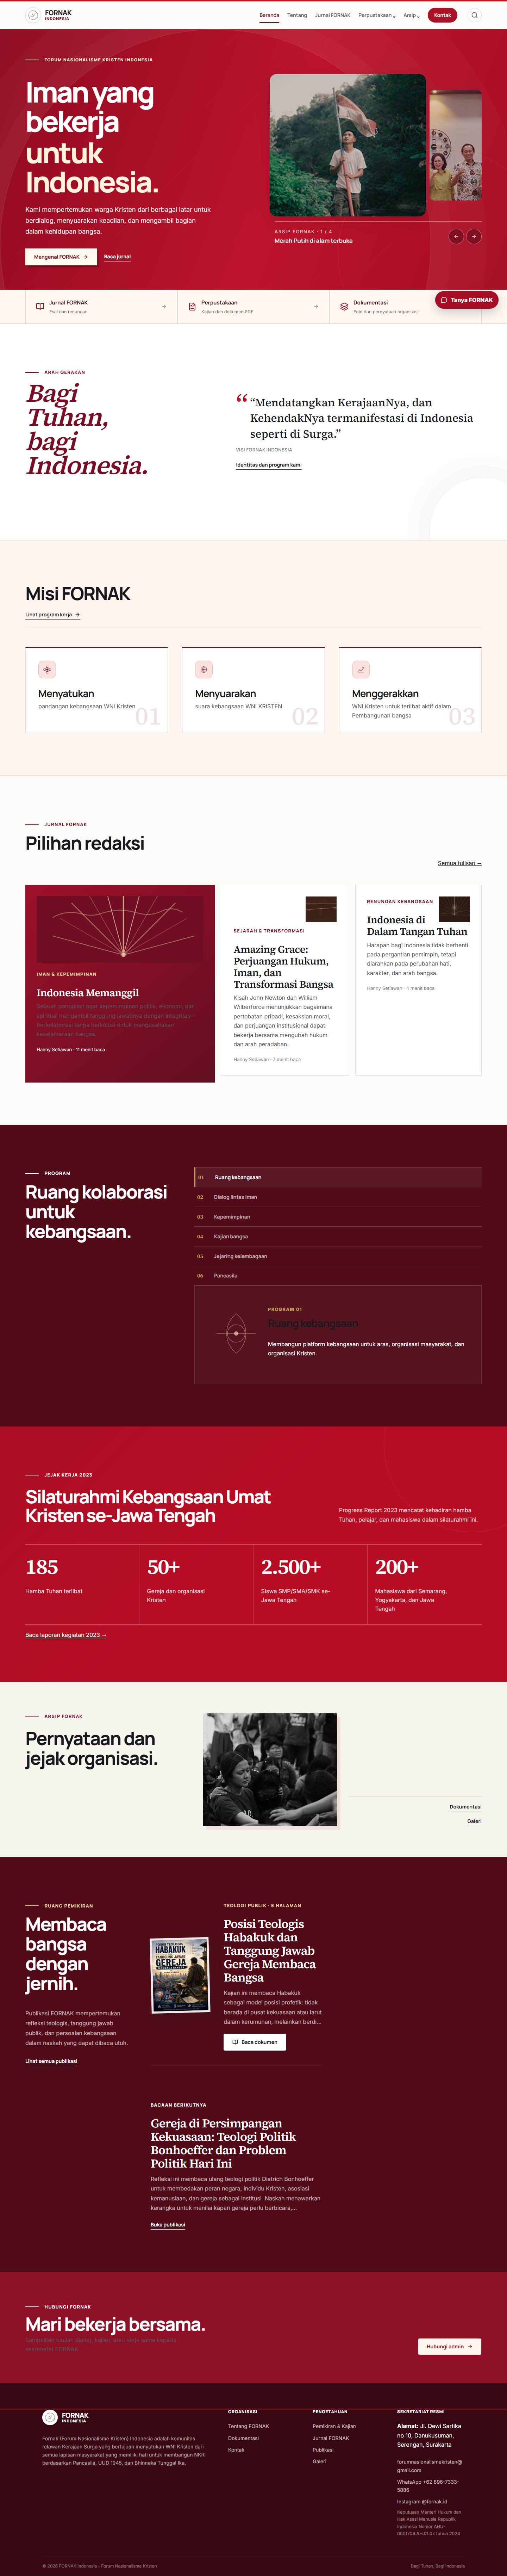 FORNAK
INDONESIA
Beranda
Tentang
Jurnal FORNAK
Perpustakaan
Arsip
Kontak
FORUM NASIONALISME KRISTEN INDONESIA
Iman yang
bekerja
untuk
Indonesia.
Kami mempertemukan warga Kristen dari berbagai latar untuk
berdialog, menyuarakan keadilan, dan mengambil bagian
dalam kehidupan bangsa.
Mengenal FORNAK →
Baca jurnal
ARSIP FORNAK · 1 / 4
Merah Putih di alam terbuka
Jurnal FORNAK
Esai dan renungan
Perpustakaan
Kajian dan dokumen PDF
Dokumentasi
Foto dan pernyataan organisasi
Tanya FORNAK
ARAH GERAKAN
Bagi
Tuhan,
bagi
Indonesia.
“Mendatangkan KerajaanNya, dan
KehendakNya termanifestasi di Indonesia
seperti di Surga.”
VISI FORNAK INDONESIA
Identitas dan program kami
Misi FORNAK
Lihat program kerja →
Menyatukan
pandangan kebangsaan WNI Kristen
01
Menyuarakan
suara kebangsaan WNI KRISTEN
02
Menggerakkan
WNI Kristen untuk terlibat aktif dalam
Pembangunan bangsa
03
JURNAL FORNAK
Pilihan redaksi
Semua tulisan →
IMAN & KEPEMIMPINAN
Indonesia Memanggil
Henny Setiawan · 11 menit baca
SEJARAH & TRANSFORMASI
Amazing Grace:
Perjuangan Hukum,
Iman, dan
Transformasi Bangsa
Kisah John Newton dan William
Wilberforce menunjukkan bagaimana
pertobatan pribadi, kesaksian moral,
dan perjuangan institusional dapat
bekerja bersama mengubah hukum
dan arah peradaban.
Henny Setiawan · 7 menit baca
RENUNGAN KEBANGSAAN
Indonesia di
Dalam Tangan Tuhan
Harapan bagi Indonesia tidak berhenti
pada pergantian pemimpin, tetapi
diarahkan pada perubahan hati,
karakter, dan arah bangsa.
Henny Setiawan · 4 menit baca
PROGRAM
Ruang kolaborasi
untuk
kebangsaan.
01 Ruang kebangsaan
02 Dialog lintas iman
03 Kepemimpinan
04 Kajian bangsa
05 Jejaring kelembagaan
06 Pancasila
PROGRAM 01
Ruang kebangsaan
Membangun platform kebangsaan untuk aras, organisasi masyarakat, dan
organisasi Kristen.
JEJAK KERJA 2023
Silaturahmi Kebangsaan Umat
Kristen se-Jawa Tengah
Progress Report 2023 mencatat kehadiran hamba
Tuhan, pelajar, dan mahasiswa dalam silaturahmi ini.
185
Hamba Tuhan terlibat
50+
Gereja dan organisasi
Kristen
2.500+
Siswa SMP/SMA/SMK se-
Jawa Tengah
200+
Mahasiswa dari Semarang,
Yogyakarta, dan Jawa
Tengah
Baca laporan kegiatan 2023 →
ARSIP FORNAK
Pernyataan dan
jejak organisasi.
Dokumentasi
Galeri
RUANG PEMIKIRAN
Membaca
bangsa
dengan
jernih.
Publikasi FORNAK mempertemukan
refleksi teologis, tanggung jawab
publik, dan persoalan kebangsaan
dalam naskah yang dapat dibaca utuh.
Lihat semua publikasi
POSISI TEOLOGIS
HABAKUK
DAN TANGGUNG JAWAB
GEREJA
MEMBACA BANGSA
TEOLOGI PUBLIK · 8 HALAMAN
Posisi Teologis
Habakuk dan
Tanggung Jawab
Gereja Membaca
Bangsa
Kajian ini membaca Habakuk
sebagai model posisi profetik: tidak
berada di pusat kekuasaan atau larut
dalam kerumunan, melainkan berdi...
Baca dokumen
BACAAN BERIKUTNYA
Gereja di Persimpangan
Kekuasaan: Teologi Politik
Bonhoeffer dan Problem
Politik Hari Ini
Refleksi ini membaca ulang teologi politik Dietrich Bonhoeffer
untuk membedakan peran negara, individu Kristen, asosiasi
kemanusiaan, dan gereja sebagai institusi. Naskah menawarkan
kerangka untuk menilai kapan gereja perlu berbicara,...
Buka publikasi
HUBUNGI FORNAK
Mari bekerja bersama.
Hubungi admin →
FORNAK
INDONESIA
Fornak (Forum Nasionalisme Kristen) Indonesia adalah komunitas
relawan Kerajaan Surga yang bertujuan menyatukan WNI Kristen dari
semua lapisan masyarakat yang memiliki hati untuk membangun NKRI
berdasarkan Pancasila, UUD 1945, dan Bhinneka Tunggal Ika.
ORGANISASI
Tentang FORNAK
Dokumentasi
Kontak
PENGETAHUAN
Pemikiran & Kajian
Jurnal FORNAK
Publikasi
Galeri
SEKRETARIAT RESMI
Alamat: Jl. Dewi Sartika
no 10, Danukusuman,
Serengan, Surakarta
forumnasionalismekristen@
gmail.com
WhatsApp +62 896-7333-
5886
Instagram @fornak.id
Keputusan Menteri Hukum dan
Hak Asasi Manusia Republik
Indonesia Nomor AHU-
© 2026 FORNAK Indonesia - Forum Nasionalisme Kristen
Bagi Tuhan, Bagi Indonesia